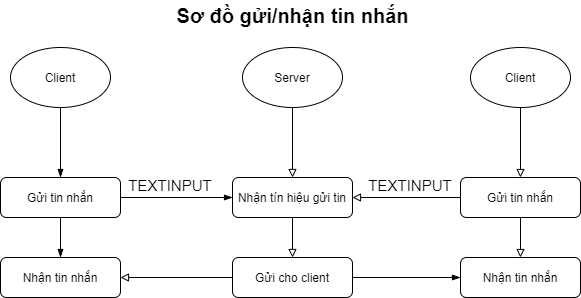 Sơ đồ gửi/nhận tin nhắn
Client
Server
Client
Gửi tin nhắn
TEXTINPUT
Nhận tín hiệu gửi tin
TEXTINPUT
Gửi tin nhắn
Nhận tin nhắn
Gửi cho client
Nhận tin nhắn